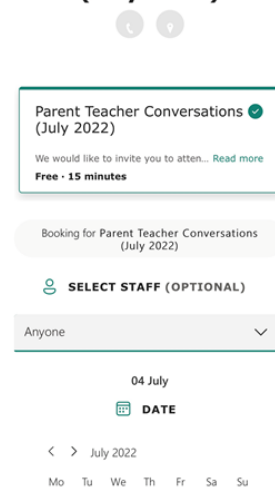 Parent Teacher Conversations
(July 2022)
We would like to invite you to atten... Read more
Free · 15 minutes
Booking for Parent Teacher Conversations
(July 2022)
SELECT STAFF (OPTIONAL)
Anyone
04 July
DATE
July 2022
Mo Tu We Th Fr Sa Su